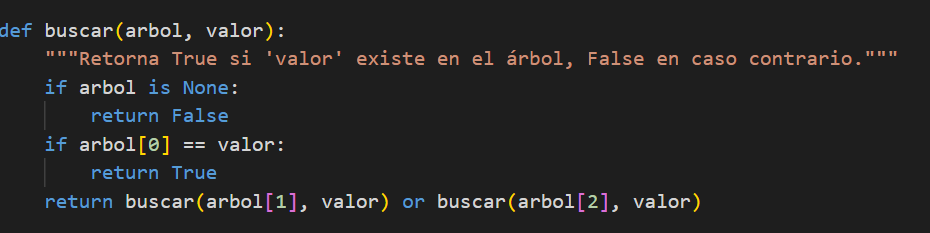 def buscar(arbol, valor):
    """Retorna True si 'valor' existe en el árbol, False en caso contrario."""
    if arbol is None:
        return False
    if arbol[0] == valor:
        return True
    return buscar(arbol[1], valor) or buscar(arbol[2], valor)